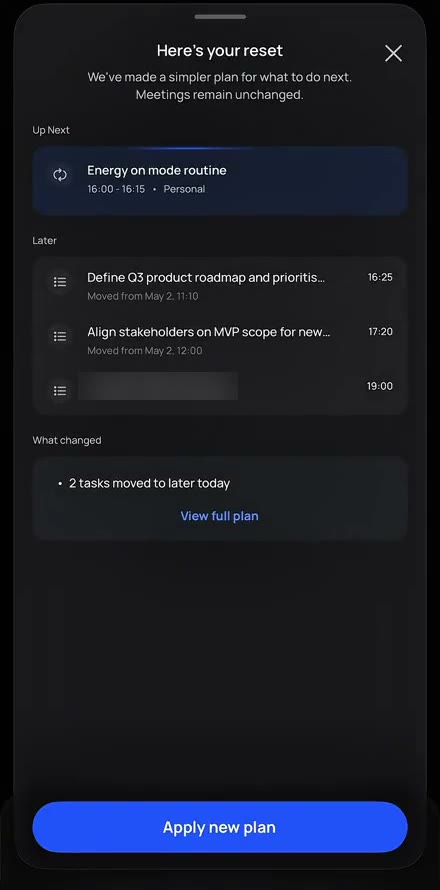 Here's your reset
We've made a simpler plan for what to do next.
Meetings remain unchanged.
Up Next
Energy on mode routine
16:00 - 16:15 • Personal
Later
Define Q3 product roadmap and prioritis...
16:25
Moved from May 2, 11:10
Align stakeholders on MVP scope for new...
17:20
Moved from May 2, 12:00
19:00
What changed
• 2 tasks moved to later today
View full plan
Apply new plan